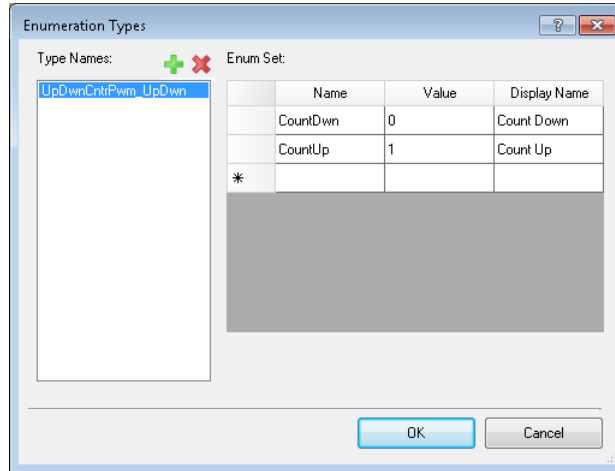 Enumeration Types
Type Names:
Enum Set:
UpDwnCntrPwm_UpDwn
Name Value Display Name
CountDwn 0 Count Down
CountUp 1 Count Up
*
OK Cancel